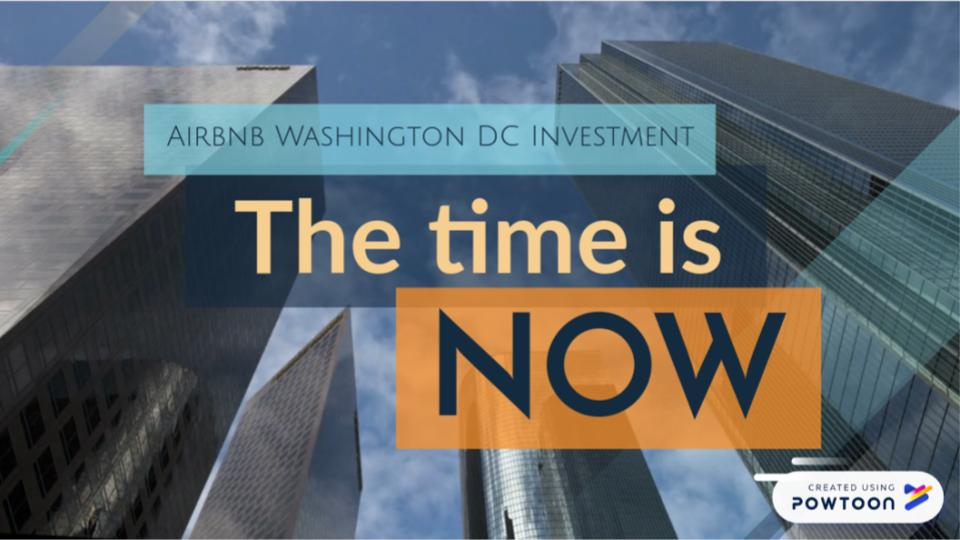 Airbnb Washington DC Investment
The time is
NOW
CREATED USING
POWTOON